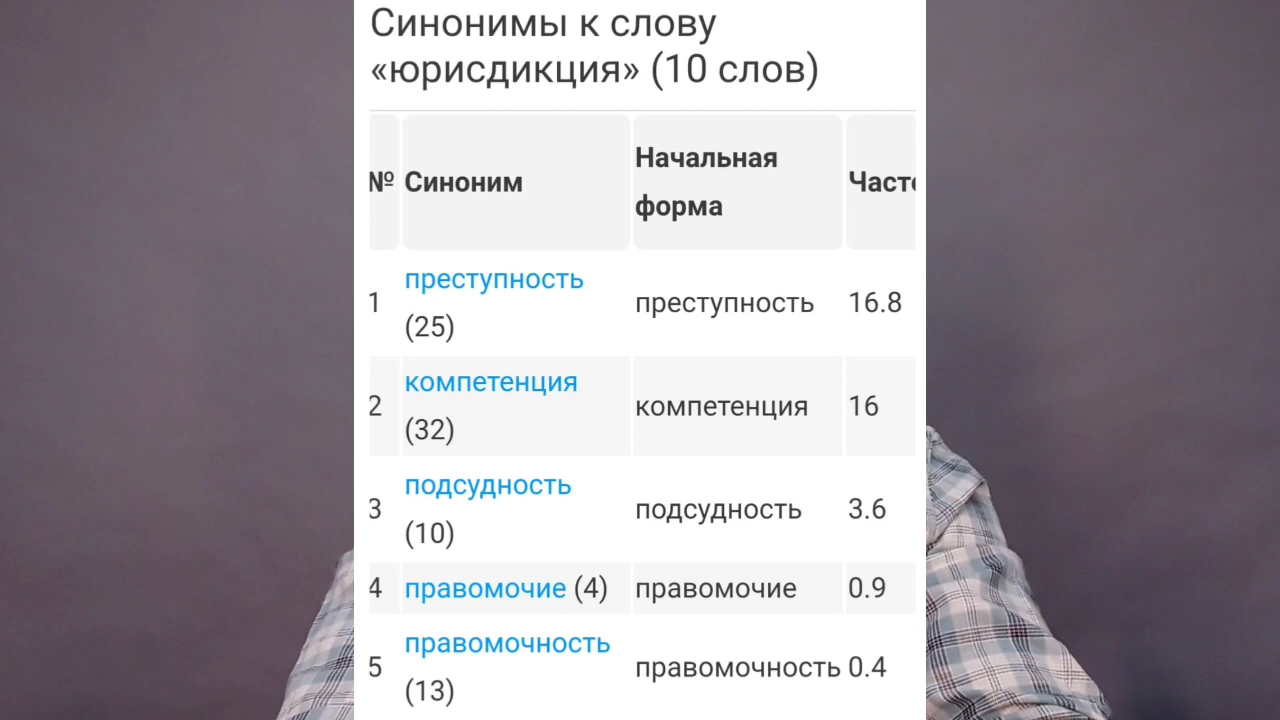 Синонимы к слову
«юрисдикция» (10 слов)
№ Синоним Начальная форма Часто
1 преступность (25) преступность 16.8
2 компетенция (32) компетенция 16
3 подсудность (10) подсудность 3.6
4 правомочие (4) правомочие 0.9
5 правомочность (13) правомочность 0.4